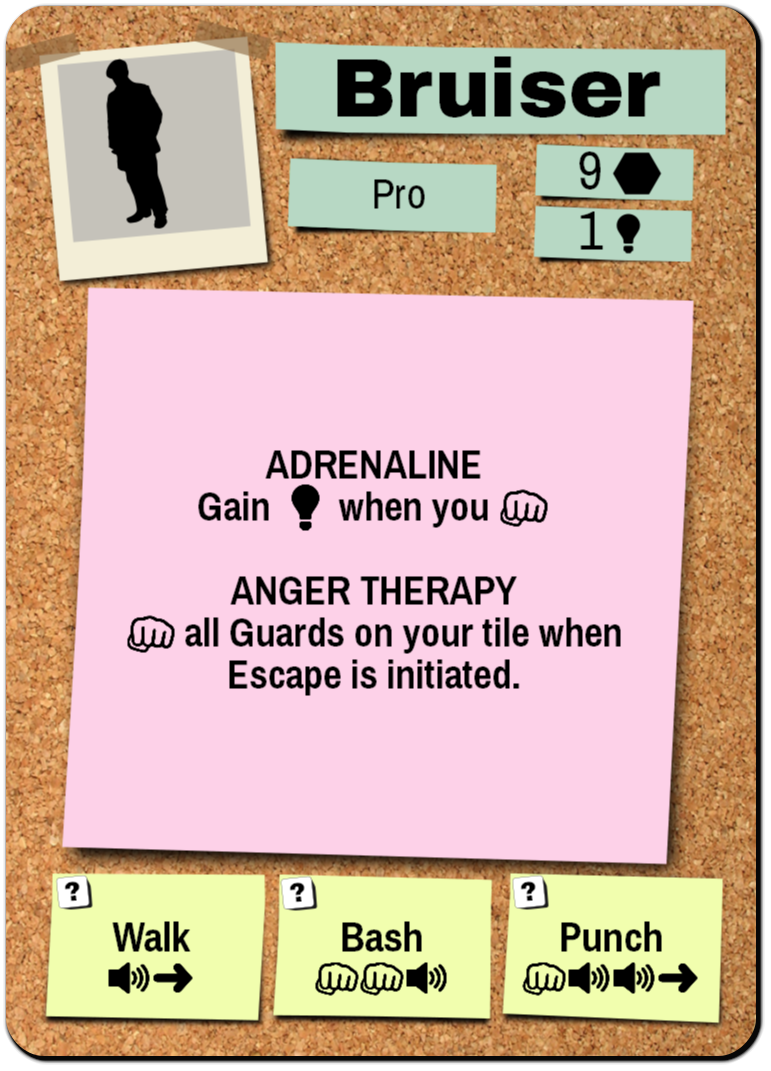 Bruiser
Pro
9
1
ADRENALINE
Gain when you
ANGER THERAPY
all Guards on your tile when
Escape is initiated.
?
Walk
?
Bash
?
Punch